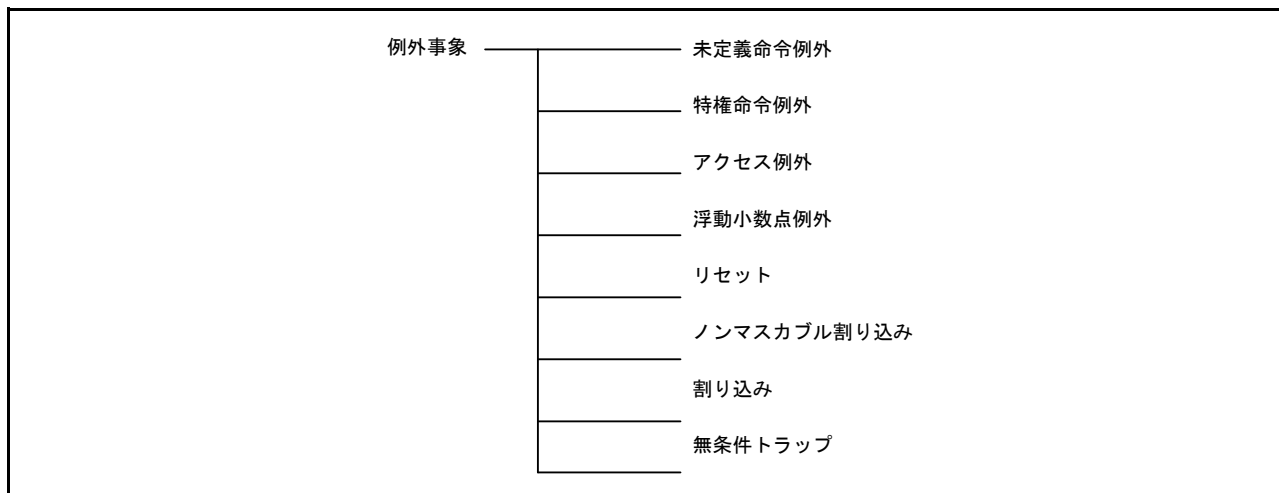 例外事象
未定義命令例外
特権命令例外
アクセス例外
浮動小数点例外
リセット
ノンマスカブル割り込み
割り込み
無条件トラップ